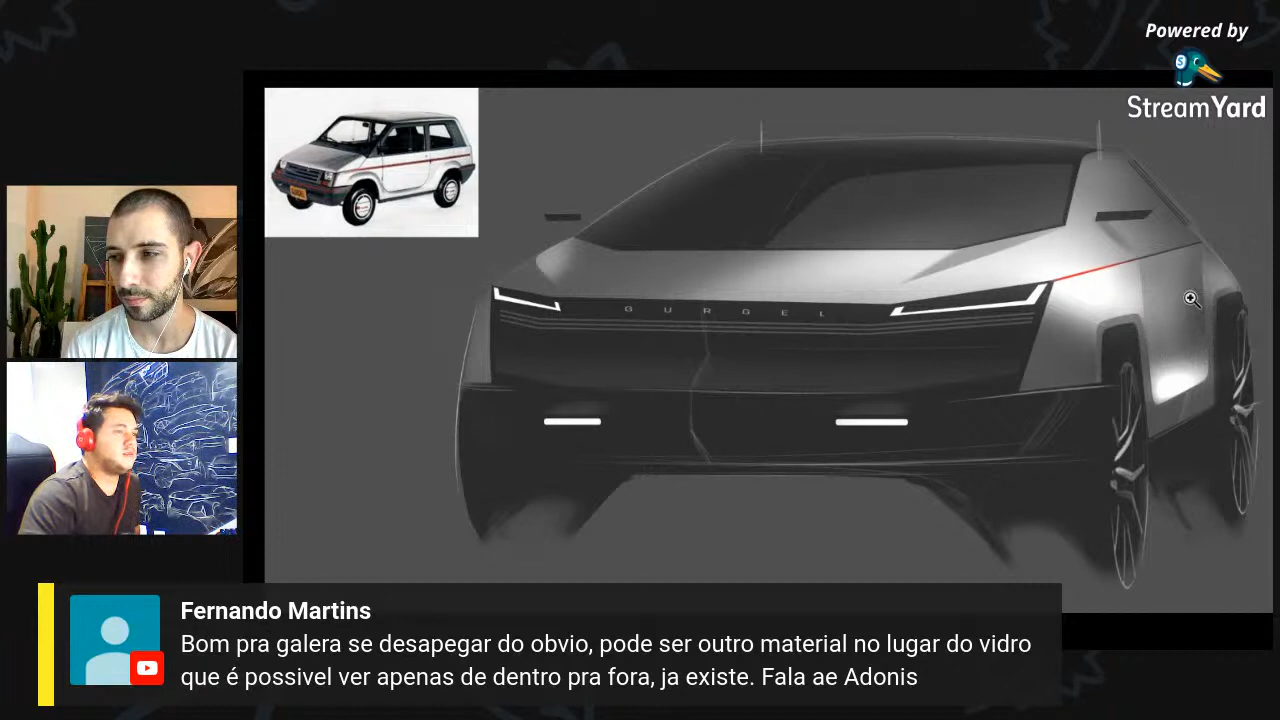 Powered by
StreamYard
GURGEL
Fernando Martins
Bom pra galera se desapegar do obvio, pode ser outro material no lugar do vidro
que é possivel ver apenas de dentro pra fora, ja existe. Fala ae Adonis